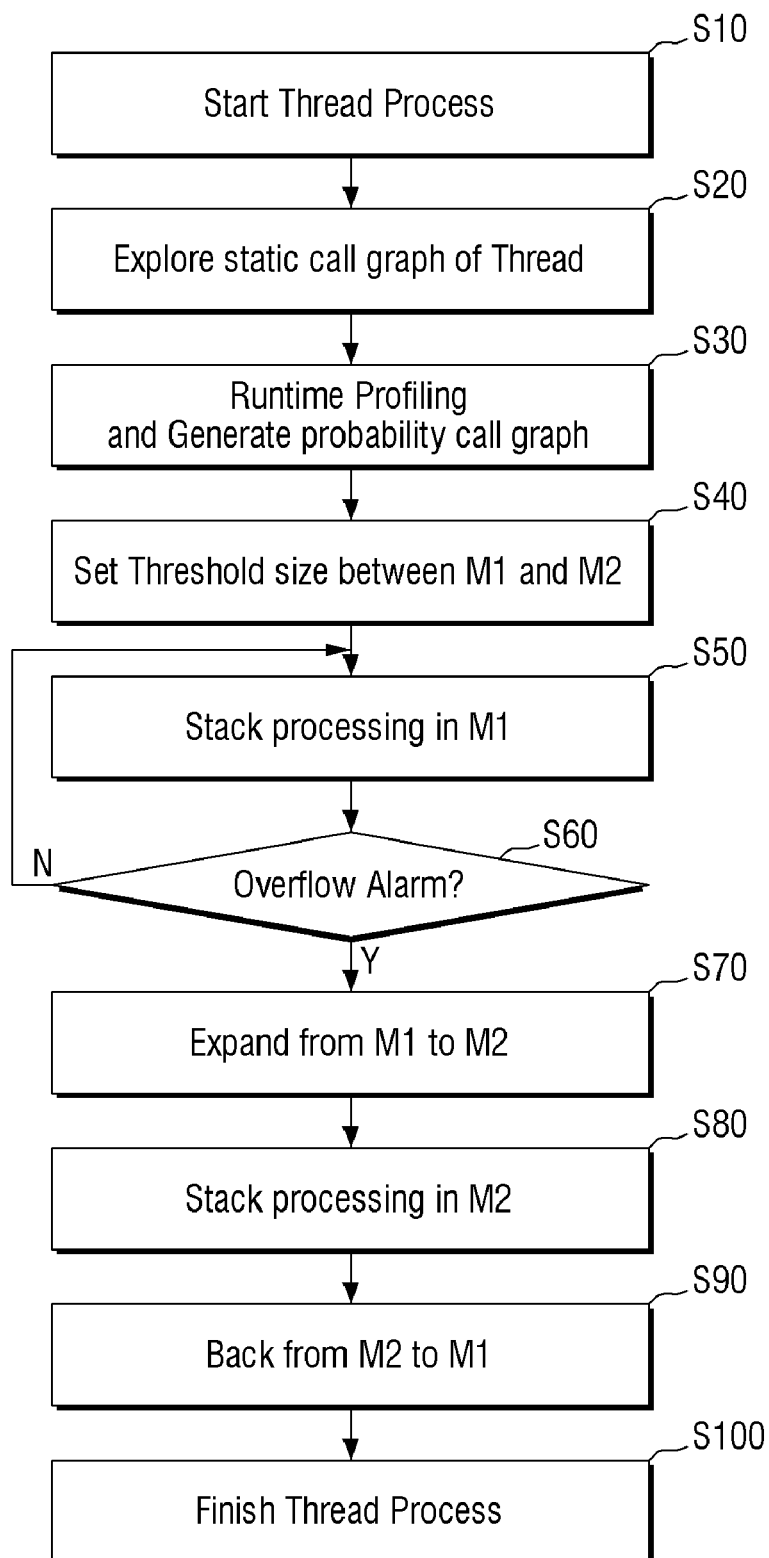 S10
Start Thread Process
S20
Explore static call graph of Thread
S30
Runtime Profiling
and Generate probability call graph
S40
Set Threshold size between M1 and M2
S50
Stack processing in M1
S60
N
Overflow Alarm?
Y
S70
Expand from M1 to M2
S80
Stack processing in M2
S90
Back from M2 to M1
S100
Finish Thread Process